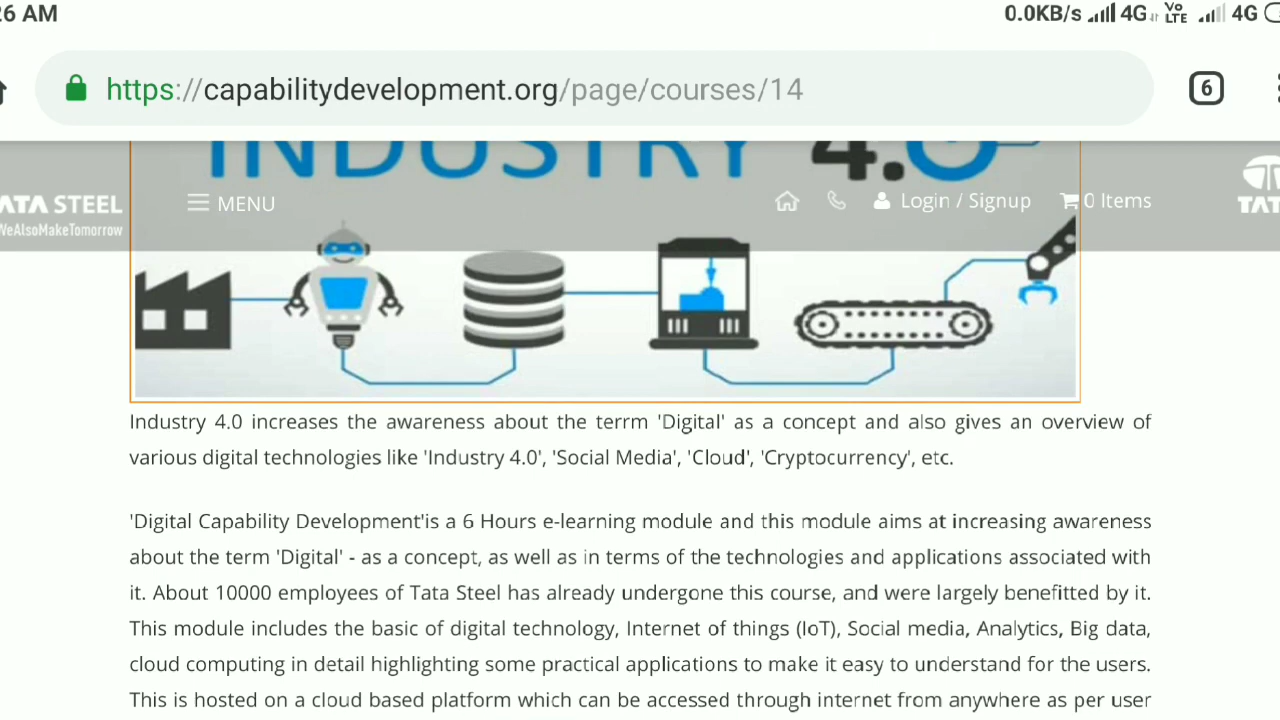 26 AM
0.0KB/s 4G Vo LTE 4G
https://capabilitydevelopment.org/page/courses/14
6
INDUSTRY 4.0
TATA STEEL
WeAlsoMakeTomorrow
MENU
Login / Signup
0 Items
TAT
Industry 4.0 increases the awareness about the terrm 'Digital' as a concept and also gives an overview of
various digital technologies like 'Industry 4.0', 'Social Media', 'Cloud', 'Cryptocurrency', etc.
'Digital Capability Development'is a 6 Hours e-learning module and this module aims at increasing awareness
about the term 'Digital' - as a concept, as well as in terms of the technologies and applications associated with
it. About 10000 employees of Tata Steel has already undergone this course, and were largely benefitted by it.
This module includes the basic of digital technology, Internet of things (IoT), Social media, Analytics, Big data,
cloud computing in detail highlighting some practical applications to make it easy to understand for the users.
This is hosted on a cloud based platform which can be accessed through internet from anywhere as per user